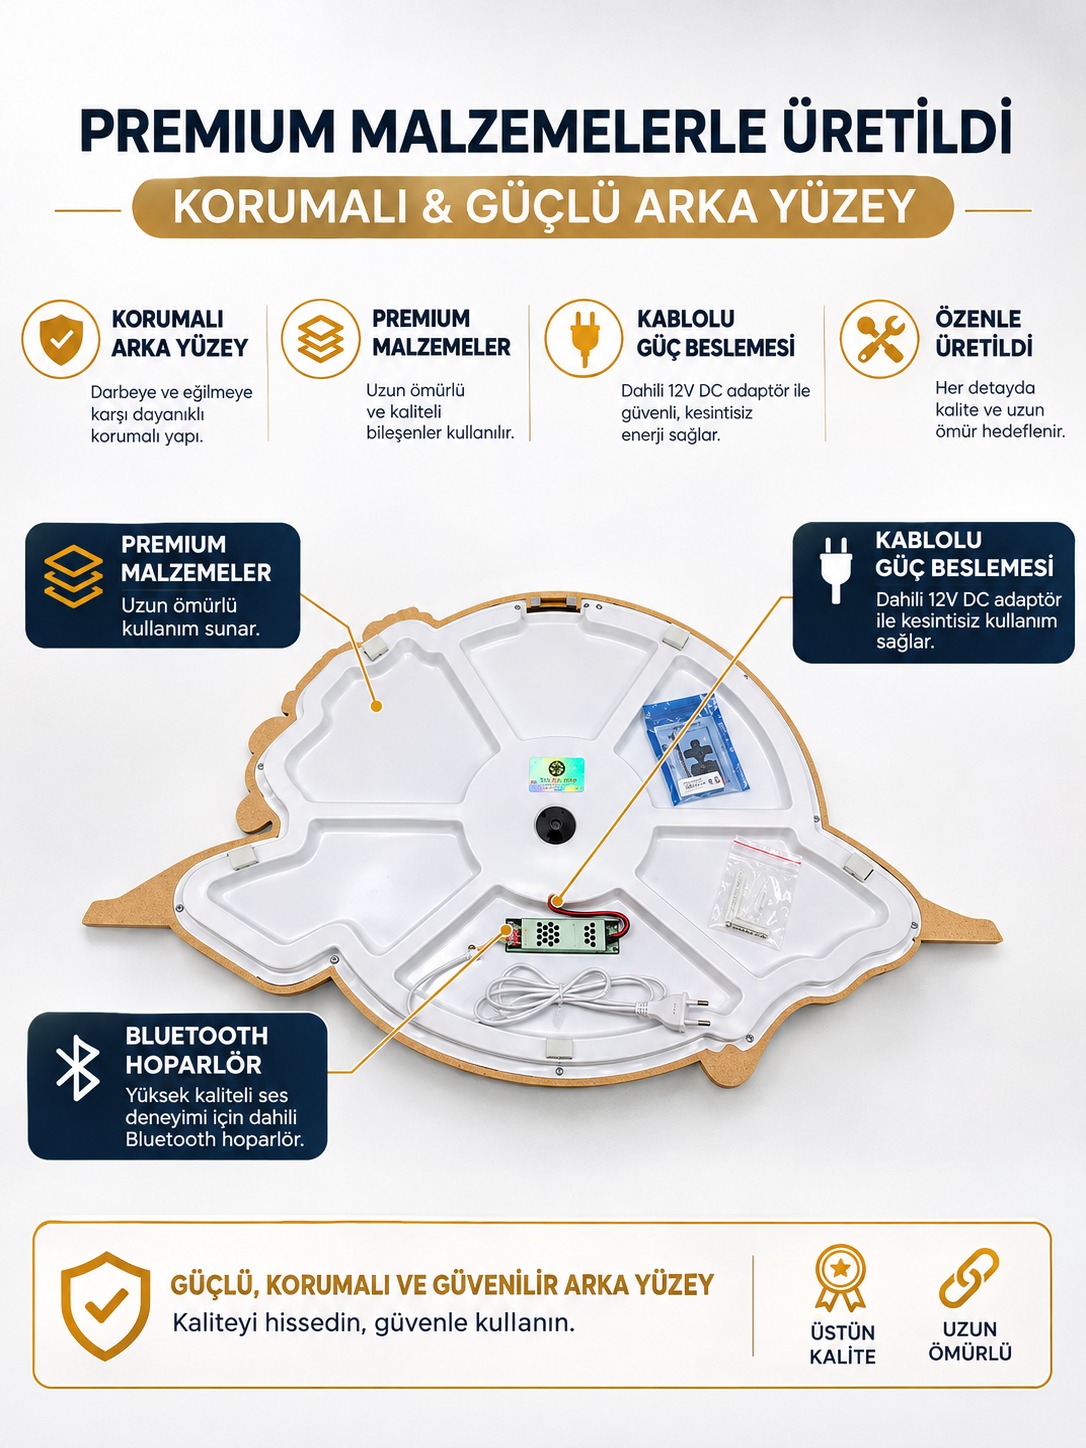 PREMIUM MALZEMELERLE ÜRETİLDİ
KORUMALI & GÜÇLÜ ARKA YÜZEY
KORUMALI
ARKA YÜZEY
Darbeye ve eğilmeye
karşı dayanıklı
korumalı yapı.
PREMIUM
MALZEMELER
Uzun ömürlü
ve kaliteli
bileşenler kullanılır.
KABLOLU
GÜÇ BESLEMESİ
Dahili 12V DC adaptör ile
güvenli, kesintisiz
enerji sağlar.
ÖZENLE
ÜRETİLDİ
Her detayda
kalite ve uzun
ömür hedeflenir.
PREMIUM
MALZEMELER
Uzun ömürlü
kullanım sunar.
KABLOLU
GÜÇ BESLEMESİ
Dahili 12V DC adaptör
ile kesintisiz kullanım
sağlar.
BLUETOOTH
HOPARLÖR
Yüksek kaliteli ses
deneyimi için dahili
Bluetooth hoparlör.
GÜÇLÜ, KORUMALI VE GÜVENİLİR ARKA YÜZEY
Kaliteyi hissedin, güvenle kullanın.
ÜSTÜN
KALİTE
UZUN
ÖMÜRLÜ